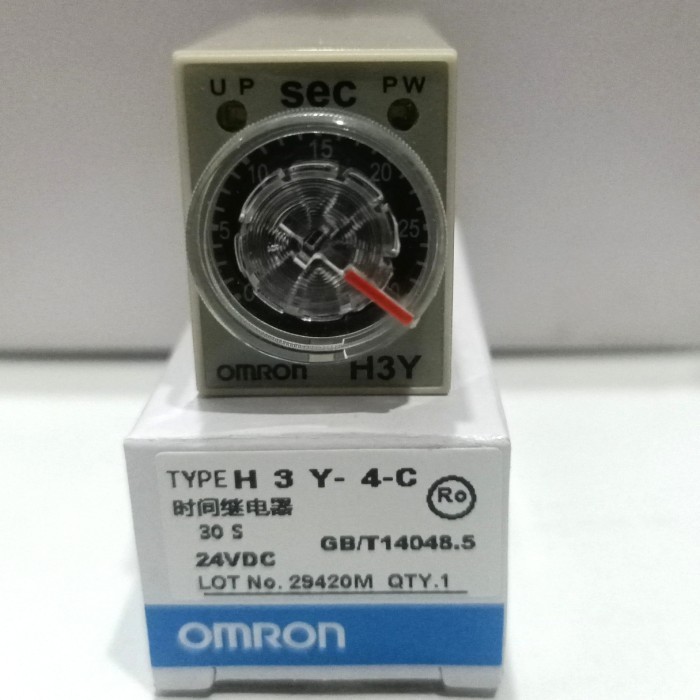 UP sec PW
15
10 20
5 25
0
OMRON H3Y
TYPE H 3 Y- 4-C
Ro
时间继电器
30 S
GB/T14048.5
24VDC
LOT No. 29420M QTY.1
OMRON